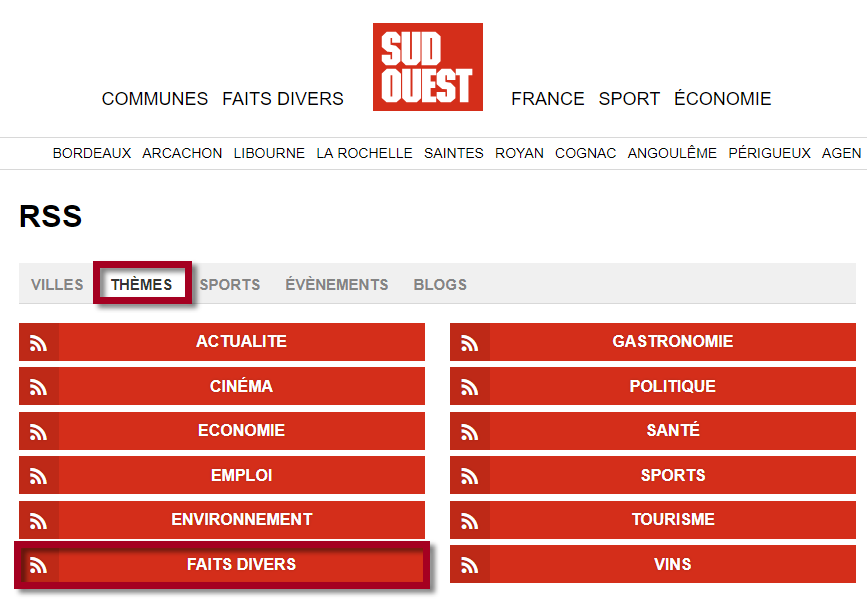 SUD
OUEST
COMMUNES FAITS DIVERS FRANCE SPORT ÉCONOMIE
BORDEAUX ARCACHON LIBOURNE LA ROCHELLE SAINTES ROYAN COGNAC ANGOULÊME PÉRIGUEUX AGEN
RSS
VILLES THÈMES SPORTS ÉVÈNEMENTS BLOGS
ACTUALITE GASTRONOMIE
CINÉMA POLITIQUE
ECONOMIE SANTÉ
EMPLOI SPORTS
ENVIRONNEMENT TOURISME
FAITS DIVERS VINS